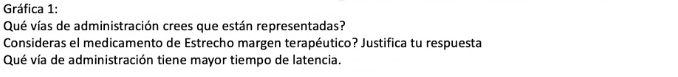 Gráfica 1:
Qué vías de administración crees que están representadas?
Consideras el medicamento de Estrecho margen terapéutico? Justifica tu respuesta
Qué vía de administración tiene mayor tiempo de latencia.